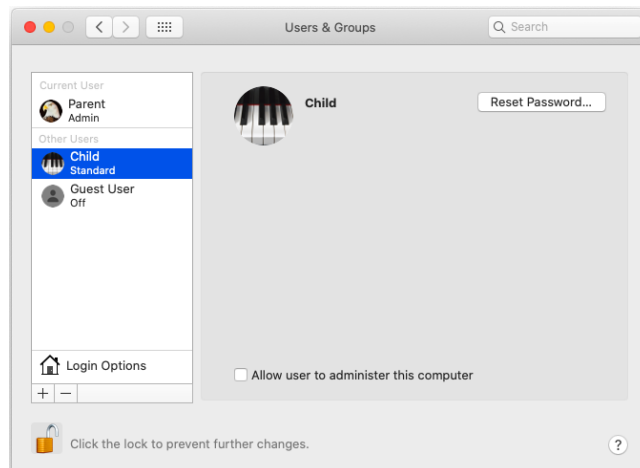 Users & Groups
Search
Current User
Parent
Admin
Other Users
Child
Standard
Guest User
Off
Login Options
+ −
Child
Reset Password...
Allow user to administer this computer
Click the lock to prevent further changes.
?